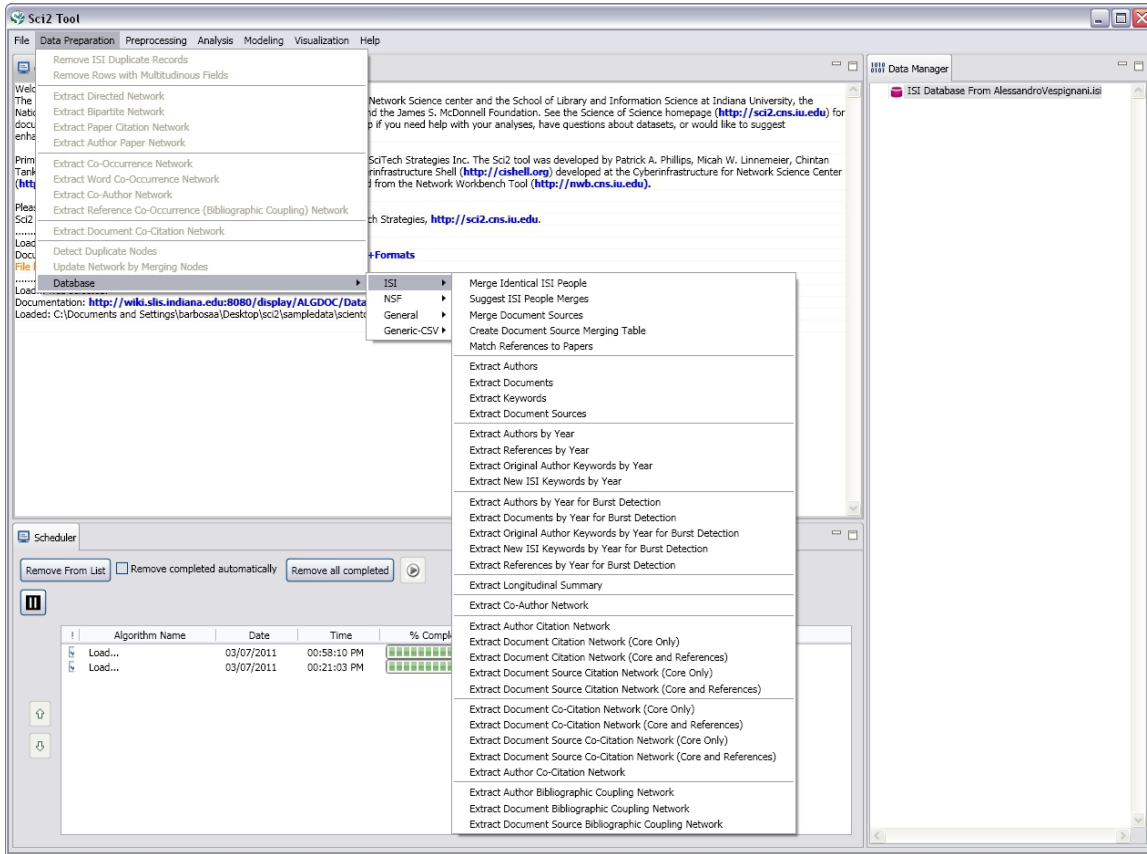 Sci2 Tool
File Data Preparation Preprocessing Analysis Modeling Visualization Help
Remove ISI Duplicate Records
Remove Rows with Multitudinous Fields
Extract Directed Network
Extract Bipartite Network
Extract Paper Citation Network
Extract Author Paper Network
Extract Co-Occurrence Network
Extract Word Co-Occurrence Network
Extract Co-Author Network
Extract Reference Co-Occurrence (Bibliographic Coupling) Network
Extract Document Co-Citation Network
Detect Duplicate Nodes
Update Network by Merging Nodes
Database
ISI
NSF
General
Generic-CSV
Merge Identical ISI People
Suggest ISI People Merges
Merge Document Sources
Create Document Source Merging Table
Match References to Papers
Extract Authors
Extract Documents
Extract Keywords
Extract Document Sources
Extract Authors by Year
Extract References by Year
Extract Original Author Keywords by Year
Extract New ISI Keywords by Year
Extract Authors by Year for Burst Detection
Extract Documents by Year for Burst Detection
Extract Original Author Keywords by Year for Burst Detection
Extract New ISI Keywords by Year for Burst Detection
Extract References by Year for Burst Detection
Extract Longitudinal Summary
Extract Co-Author Network
Extract Author Citation Network
Extract Document Citation Network (Core Only)
Extract Document Citation Network (Core and References)
Extract Document Source Citation Network (Core Only)
Extract Document Source Citation Network (Core and References)
Extract Document Co-Citation Network (Core Only)
Extract Document Co-Citation Network (Core and References)
Extract Document Source Co-Citation Network (Core Only)
Extract Document Source Co-Citation Network (Core and References)
Extract Author Co-Citation Network
Extract Author Bibliographic Coupling Network
Extract Document Bibliographic Coupling Network
Extract Document Source Bibliographic Coupling Network
Network Science center and the School of Library and Information Science at Indiana University, the
the James S. McDonnell Foundation. See the Science of Science homepage (http://sci2.cns.iu.edu) for
if you need help with your analyses, have questions about datasets, or would like to suggest
SciTech Strategies Inc. The Sci2 tool was developed by Patrick A. Phillips, Micah W. Linnemeier, Chintan
Shell (http://cishell.org) developed at the Cyberinfrastructure for Network Science Center
from the Network Workbench Tool (http://nwb.cns.iu.edu).
Strategies, http://sci2.cns.iu.edu.
+Formats
Documentation: http://wiki.slis.indiana.edu:8080/display/ALGDOC/Data
Loaded: C:\Documents and Settings\barbosaa\Desktop\sci2\sampledata\sciento
Data Manager
ISI Database From AlessandroVespignani.isi
Scheduler
Remove From List Remove completed automatically Remove all completed
! Algorithm Name Date Time % Compl
Load... 03/07/2011 00:58:10 PM
Load... 03/07/2011 00:21:03 PM